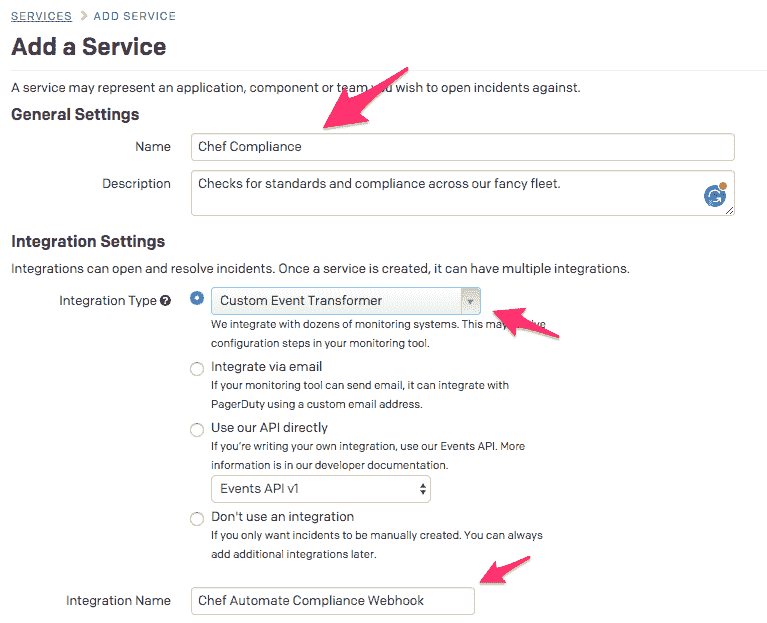 SERVICES > ADD SERVICE
Add a Service
A service may represent an application, component or team you wish to open incidents against.
General Settings
Name Chef Compliance
Description Checks for standards and compliance across our fancy fleet.
Integration Settings
Integrations can open and resolve incidents. Once a service is created, it can have multiple integrations.
Integration Type ? Custom Event Transformer
We integrate with dozens of monitoring systems. This may
configuration steps in your monitoring tool.
Integrate via email
If your monitoring tool can send email, it can integrate with
PagerDuty using a custom email address.
Use our API directly
If you're writing your own integration, use our Events API. More
information is in our developer documentation.
Events API v1
Don't use an integration
If you only want incidents to be manually created. You can always
add additional integrations later.
Integration Name Chef Automate Compliance Webhook